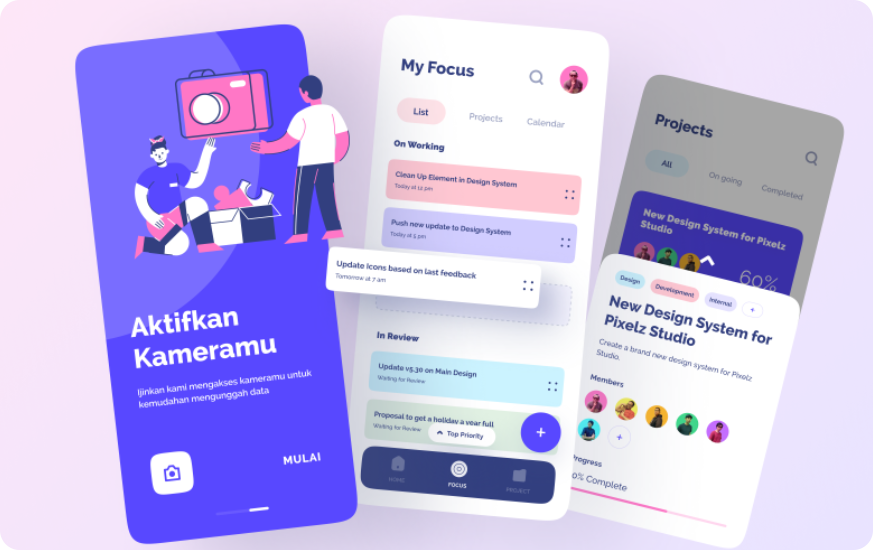 Aktifkan
Kameramu
Ijinkan kami mengakses kameramu untuk
kemudahan mengunggah data
MULAI
My Focus
List
Projects
Calendar
On Working
Clean Up Element in Design System
Today at 12 pm
Push new update to Design System
Today at 5 pm
Update icons based on last feedback
Tomorrow at 7 am
In Review
Update v5.30 on Main Design
Waiting for Review
Proposal to get a holiday a year full
Waiting for Review
Top Priority
+
HOME
FOCUS
PROJECT
Projects
All
On going
Completed
New Design System for Pixelz
Studio
60%
Design
Development
Internal
+
New Design System for
Pixelz Studio
Create a brand new design system for Pixelz
Studio.
Members
+
Progress
0% Complete